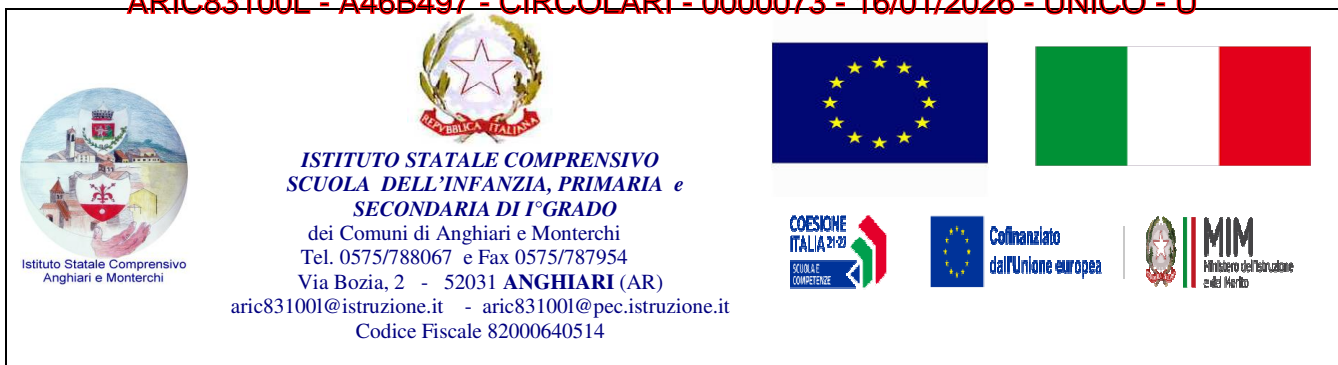 ARIC83100L - A46B497 - CIRCOLARI - 0000073 - 16/01/2026 - UNICO - U
REPVBBLICA ITALIANA
ISTITUTO STATALE COMPRENSIVO
SCUOLA DELL'INFANZIA, PRIMARIA e
SECONDARIA DI I°GRADO
dei Comuni di Anghiari e Monterchi
Tel. 0575/788067 e Fax 0575/787954
Via Bozia, 2 - 52031 ANGHIARI (AR)
aric83100l@istruzione.it - aric83100l@pec.istruzione.it
Codice Fiscale 82000640514
Istituto Statale Comprensivo
Anghiari e Monterchi
COESIONE
ITALIA 21-27
SCUOLA E
COMPETENZE
Cofinanziato
dall'Unione europea
MIM
Ministero dell'Istruzione
e del Merito